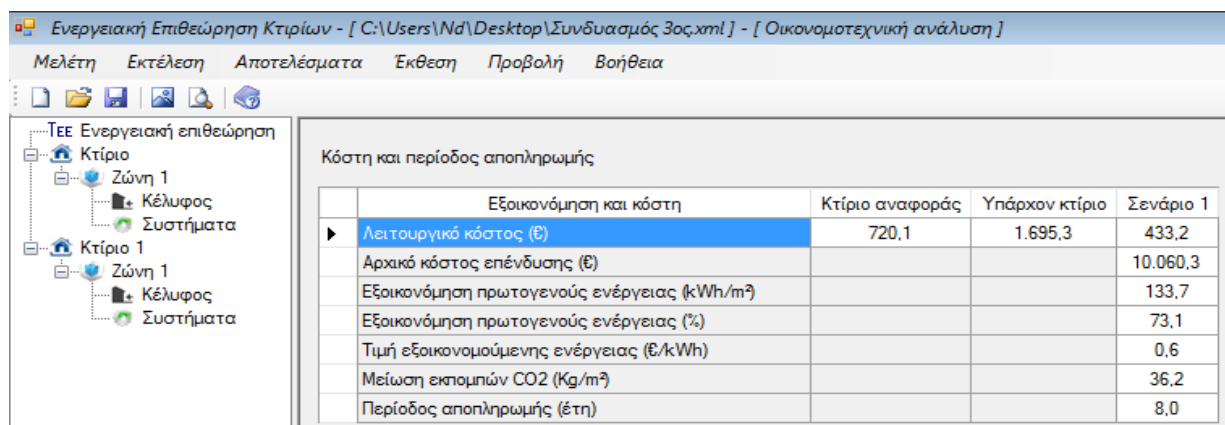 Ενεργειακή Επιθεώρηση Κτιρίων - [ C:\Users\Nd\Desktop\Συνδυασμός 3ος.xml ] - [ Οικονομοτεχνική ανάλυση ]
Μελέτη Εκτέλεση Αποτελέσματα Έκθεση Προβολή Βοήθεια
ΤΕΕ Ενεργειακή επιθεώρηση
Κτίριο
Ζώνη 1
Κέλυφος
Συστήματα
Κτίριο 1
Ζώνη 1
Κέλυφος
Συστήματα
Κόστη και περίοδος αποπληρωμής
Εξοικονόμηση και κόστη Κτίριο αναφοράς Υπάρχον κτίριο Σενάριο 1
Λειτουργικό κόστος (€) 720,1 1.695,3 433,2
Αρχικό κόστος επένδυσης (€) 10.060,3
Εξοικονόμηση πρωτογενούς ενέργειας (kWh/m²) 133,7
Εξοικονόμηση πρωτογενούς ενέργειας (%) 73,1
Τιμή εξοικονομούμενης ενέργειας (€/kWh) 0,6
Μείωση εκπομπών CO2 (Kg/m²) 36,2
Περίοδος αποπληρωμής (έτη) 8,0